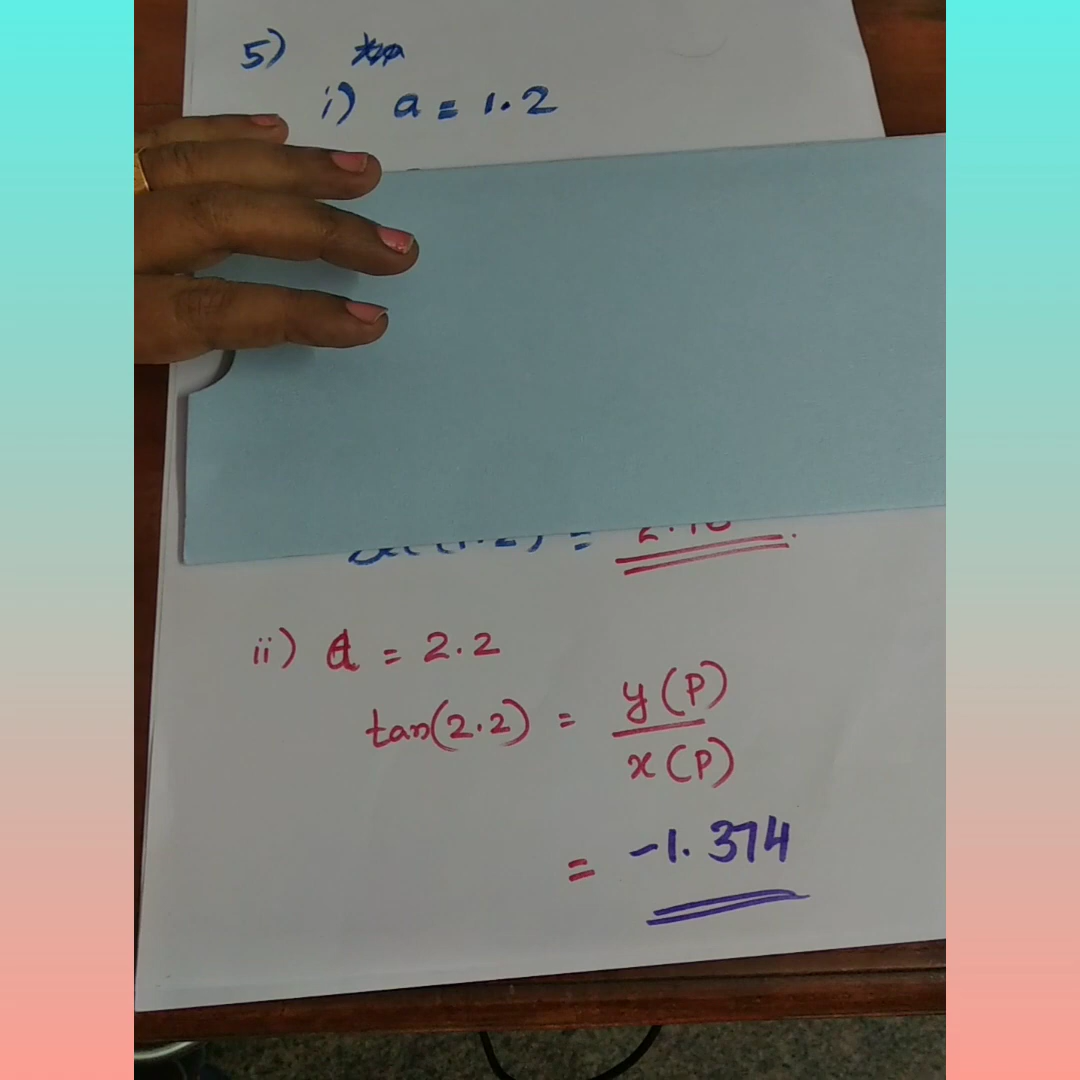 5)
i) a = 1.2
ii) a = 2.2
tan(2.2) = y(P)
x(P)
= -1.374